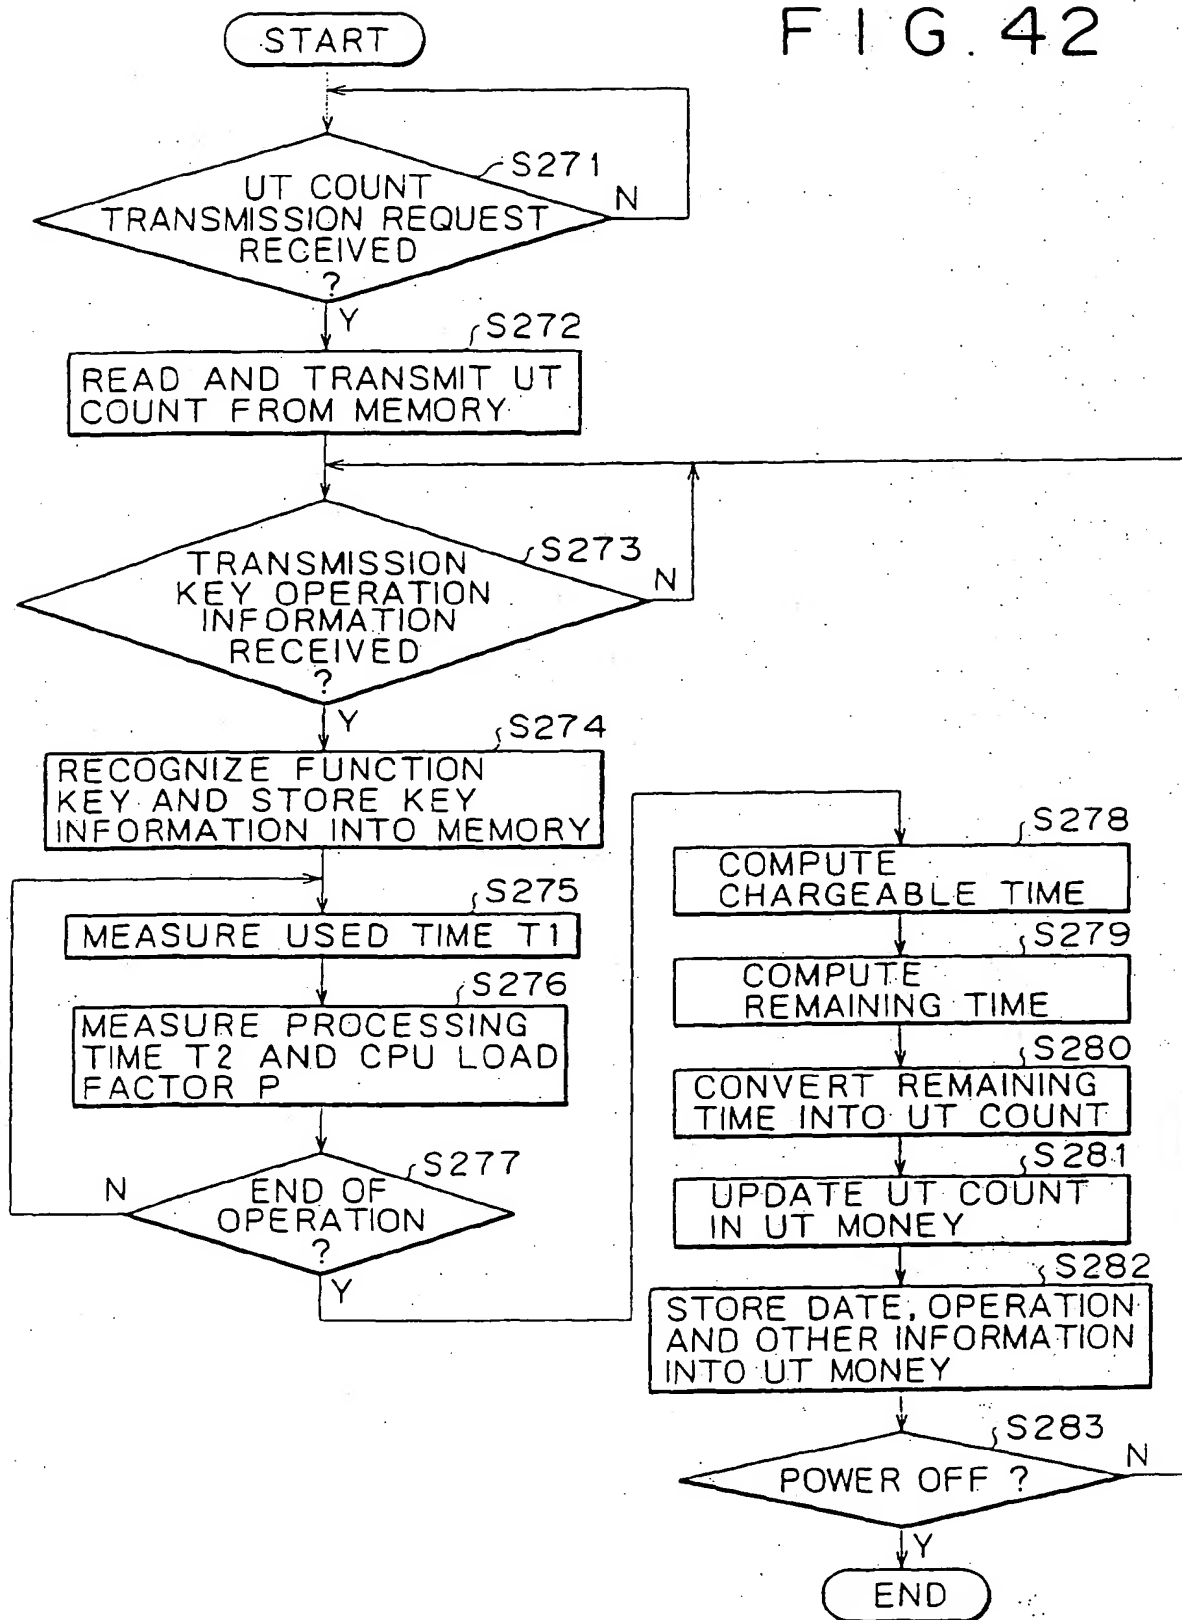 FIG. 42
START
S271
UT COUNT
TRANSMISSION REQUEST
RECEIVED
?
N
Y
S272
READ AND TRANSMIT UT
COUNT FROM MEMORY
S273
TRANSMISSION
KEY OPERATION
INFORMATION
RECEIVED
?
N
Y
S274
RECOGNIZE FUNCTION
KEY AND STORE KEY
INFORMATION INTO MEMORY
S275
MEASURE USED TIME T1
S276
MEASURE PROCESSING
TIME T2 AND CPU LOAD
FACTOR P
S277
END OF
OPERATION
?
N
Y
S278
COMPUTE
CHARGEABLE TIME
S279
COMPUTE
REMAINING TIME
S280
CONVERT REMAINING
TIME INTO UT COUNT
S281
UPDATE UT COUNT
IN UT MONEY
S282
STORE DATE, OPERATION
AND OTHER INFORMATION
INTO UT MONEY
S283
POWER OFF ?
N
Y
END